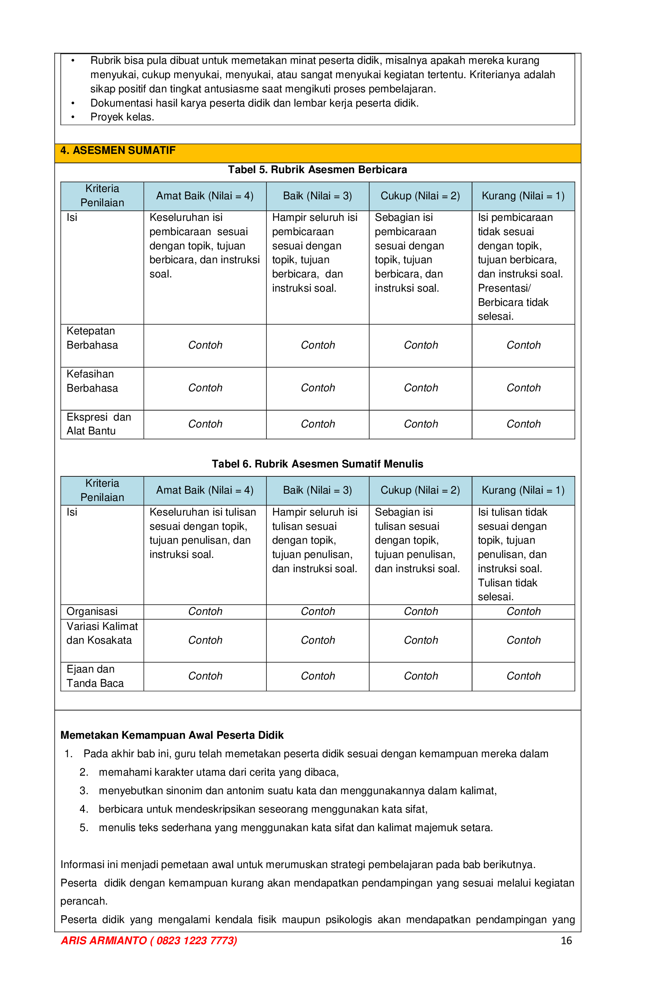 • Rubrik bisa pula dibuat untuk memetakan minat peserta didik, misalnya apakah mereka kurang
menyukai, cukup menyukai, menyukai, atau sangat menyukai kegiatan tertentu. Kriterianya adalah
sikap positif dan tingkat antusiasme saat mengikuti proses pembelajaran.
• Dokumentasi hasil karya peserta didik dan lembar kerja peserta didik.
• Proyek kelas.
4. ASESMEN SUMATIF
Tabel 5. Rubrik Asesmen Berbicara
Kriteria
Penilaian
Amat Baik (Nilai = 4)
Baik (Nilai = 3)
Cukup (Nilai = 2)
Kurang (Nilai = 1)
Isi
Keseluruhan isi
pembicaraan sesuai
dengan topik, tujuan
berbicara, dan instruksi
soal.
Hampir seluruh isi
pembicaraan
sesuai dengan
topik, tujuan
berbicara, dan
instruksi soal.
Sebagian isi
pembicaraan
sesuai dengan
topik, tujuan
berbicara, dan
instruksi soal.
Isi pembicaraan
tidak sesuai
dengan topik,
tujuan berbicara,
dan instruksi soal.
Presentasi/
Berbicara tidak
selesai.
Ketepatan
Berbahasa
Contoh
Contoh
Contoh
Contoh
Kefasihan
Berbahasa
Contoh
Contoh
Contoh
Contoh
Ekspresi dan
Alat Bantu
Contoh
Contoh
Contoh
Contoh
Tabel 6. Rubrik Asesmen Sumatif Menulis
Kriteria
Penilaian
Amat Baik (Nilai = 4)
Baik (Nilai = 3)
Cukup (Nilai = 2)
Kurang (Nilai = 1)
Isi
Keseluruhan isi tulisan
sesuai dengan topik,
tujuan penulisan, dan
instruksi soal.
Hampir seluruh isi
tulisan sesuai
dengan topik,
tujuan penulisan,
dan instruksi soal.
Sebagian isi
tulisan sesuai
dengan topik,
tujuan penulisan,
dan instruksi soal.
Isi tulisan tidak
sesuai dengan
topik, tujuan
penulisan, dan
instruksi soal.
Tulisan tidak
selesai.
Organisasi
Contoh
Contoh
Contoh
Contoh
Variasi Kalimat
dan Kosakata
Contoh
Contoh
Contoh
Contoh
Ejaan dan
Tanda Baca
Contoh
Contoh
Contoh
Contoh
Memetakan Kemampuan Awal Peserta Didik
1. Pada akhir bab ini, guru telah memetakan peserta didik sesuai dengan kemampuan mereka dalam
2. memahami karakter utama dari cerita yang dibaca,
3. menyebutkan sinonim dan antonim suatu kata dan menggunakannya dalam kalimat,
4. berbicara untuk mendeskripsikan seseorang menggunakan kata sifat,
5. menulis teks sederhana yang menggunakan kata sifat dan kalimat majemuk setara.
Informasi ini menjadi pemetaan awal untuk merumuskan strategi pembelajaran pada bab berikutnya.
Peserta didik dengan kemampuan kurang akan mendapatkan pendampingan yang sesuai melalui kegiatan
perancah.
Peserta didik yang mengalami kendala fisik maupun psikologis akan mendapatkan pendampingan yang
ARIS ARMIANTO ( 0823 1223 7773)
16